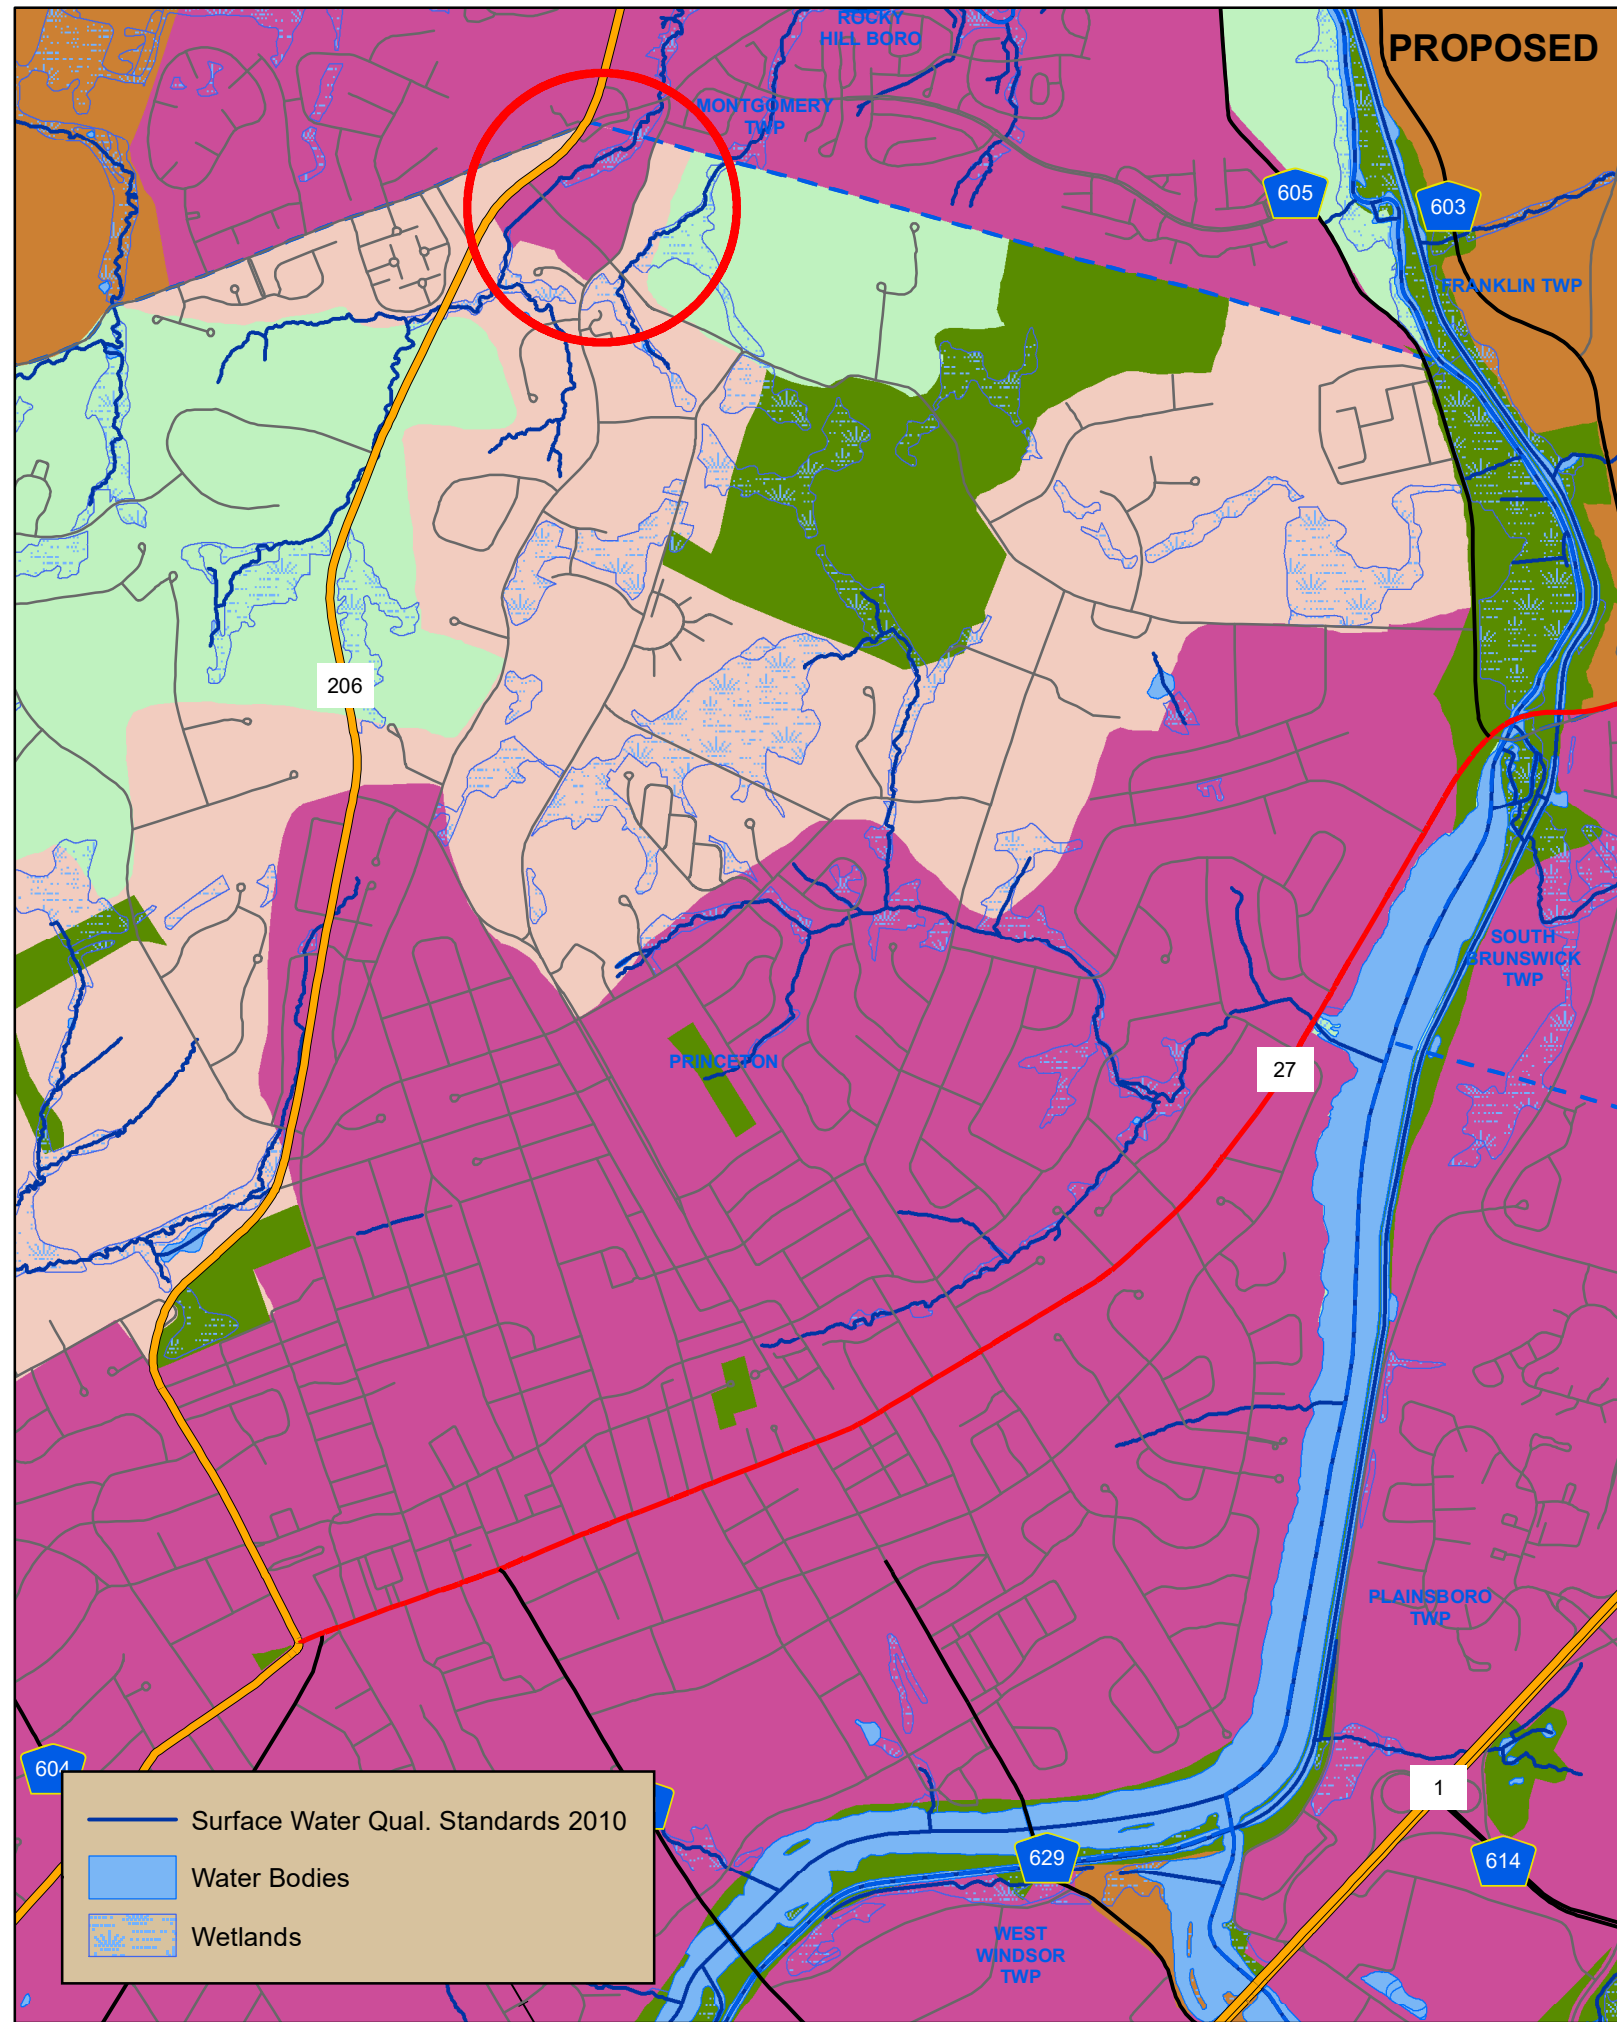 ROCKY
HILL BORO
PROPOSED
MONTGOMERY
TWP
605
603
FRANKLIN TWP
206
SOUTH
BRUNSWICK
TWP
PRINCETON
27
PLAINSBORO
TWP
604
1
Surface Water Qual. Standards 2010
629
614
Water Bodies
Wetlands
WEST
WINDSOR
TWP